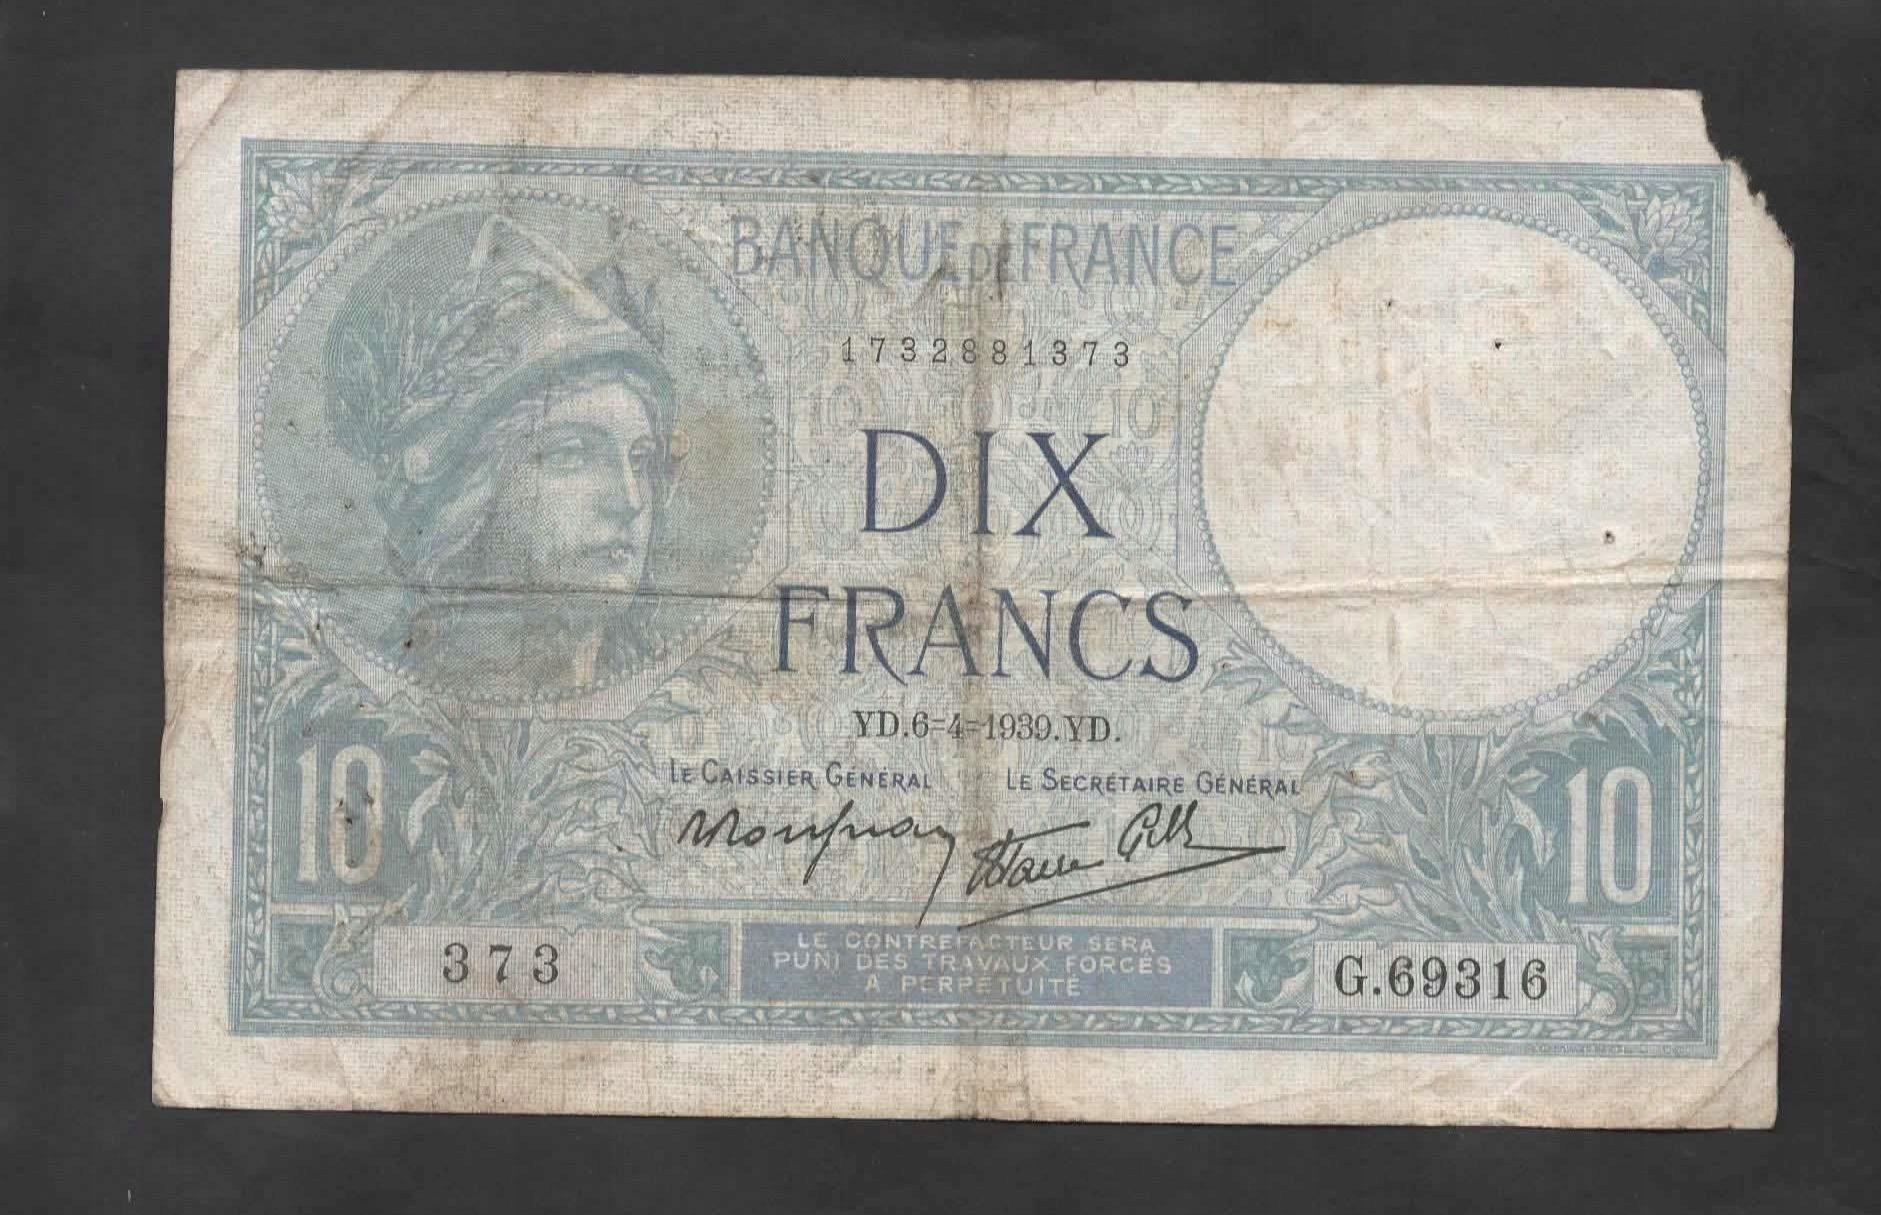 BANQUE DE FRANCE
1732881373
DIX
FRANCS
YD.6=4=1939.YD.
LE CAISSIER GÉNÉRAL
LE SECRÉTAIRE GÉNÉRAL
10
10
373
LE CONTREFACTEUR SERA
PUNI DES TRAVAUX FORCÉS
À PERPÉTUITÉ
G.69316